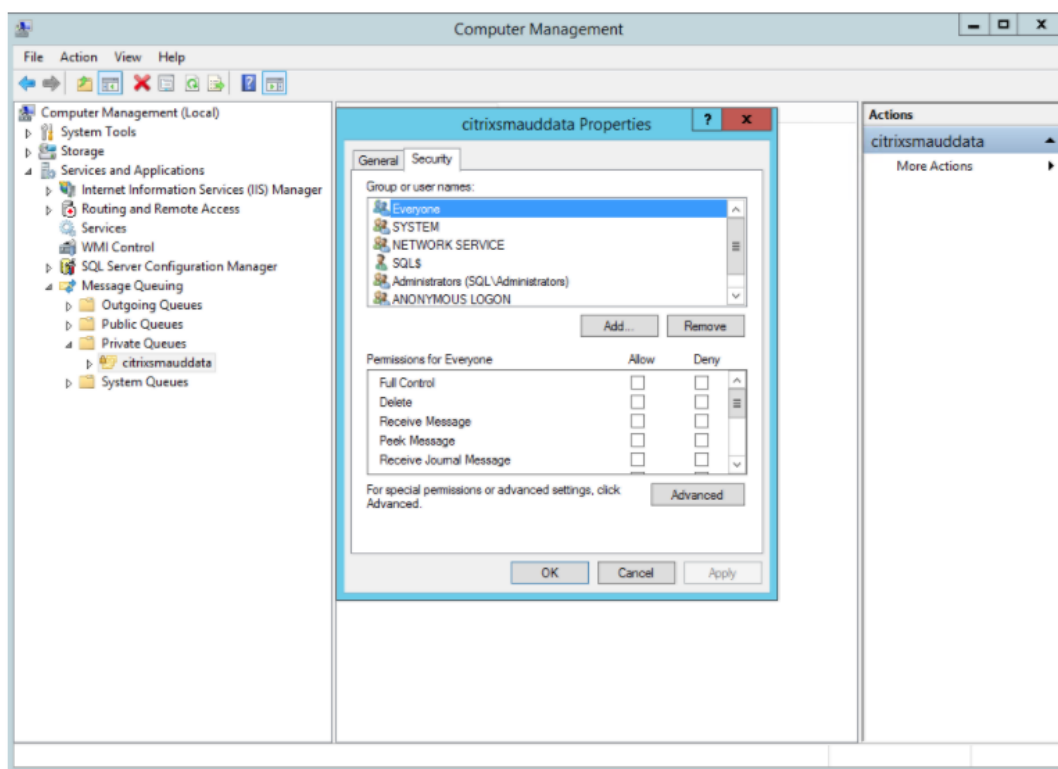 Computer Management
File Action View Help
Computer Management (Local)
System Tools
Storage
Services and Applications
Internet Information Services (IIS) Manager
Routing and Remote Access
Services
WMI Control
SQL Server Configuration Manager
Message Queuing
Outgoing Queues
Public Queues
Private Queues
citrixsmauddata
System Queues
citrixsmauddata Properties
? x
General Security
Group or user names:
Everyone
SYSTEM
NETWORK SERVICE
SQL$
Administrators (SQL\Administrators)
ANONYMOUS LOGON
Add... Remove
Permissions for Everyone Allow Deny
Full Control
Delete
Receive Message
Peek Message
Receive Journal Message
For special permissions or advanced settings, click
Advanced.
Advanced
OK Cancel Apply
Actions
citrixsmauddata
More Actions